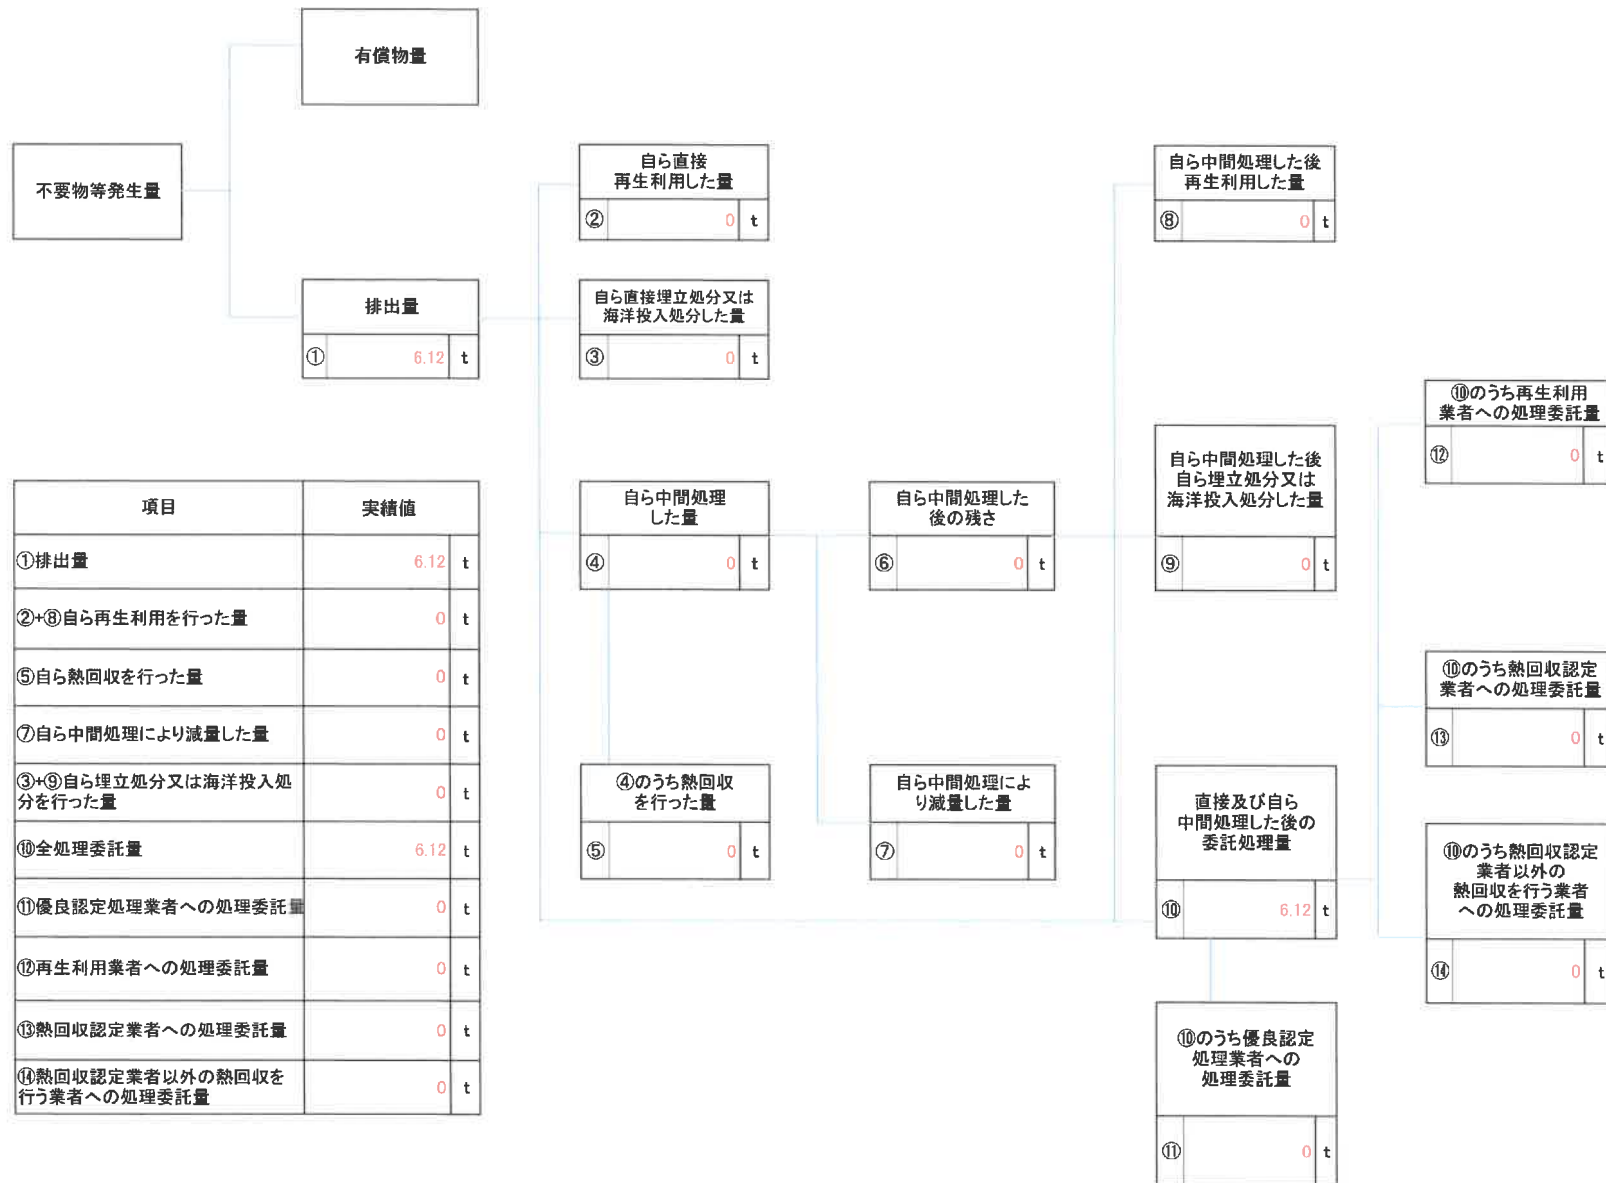 有償物量
不要物等発生量
自ら直接
再生利用した量
② 0 t
自ら中間処理した後
再生利用した量
⑧ 0 t
排出量
① 6.12 t
自ら直接埋立処分又は
海洋投入処分した量
③ 0 t
⑩のうち再生利用
業者への処理委託量
⑫ 0 t
自ら中間処理した後
自ら埋立処分又は
海洋投入処分した量
⑨ 0 t
自ら中間処理
した量
④ 0 t
自ら中間処理した
後の残さ
⑥ 0 t
⑩のうち熱回収認定
業者への処理委託量
⑬ 0 t
④のうち熱回収
を行った量
⑤ 0 t
自ら中間処理によ
り減量した量
⑦ 0 t
直接及び自ら
中間処理した後の
委託処理量
⑩ 6.12 t
⑩のうち熱回収認定
業者以外の
熱回収を行う業者
への処理委託量
⑭ 0 t
⑩のうち優良認定
処理業者への
処理委託量
⑪ 0 t
項目 実績値
①排出量 6.12 t
②+⑧自ら再生利用を行った量 0 t
⑤自ら熱回収を行った量 0 t
⑦自ら中間処理により減量した量 0 t
③+⑨自ら埋立処分又は海洋投入処
分を行った量 0 t
⑩全処理委託量 6.12 t
⑪優良認定処理業者への処理委託量 0 t
⑫再生利用業者への処理委託量 0 t
⑬熱回収認定業者への処理委託量 0 t
⑭熱回収認定業者以外の熱回収を
行う業者への処理委託量 0 t